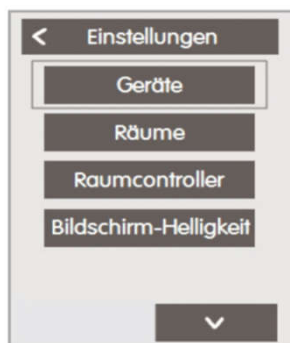 Einstellungen
Geräte
Räume
Raumcontroller
Bildschirm-Helligkeit